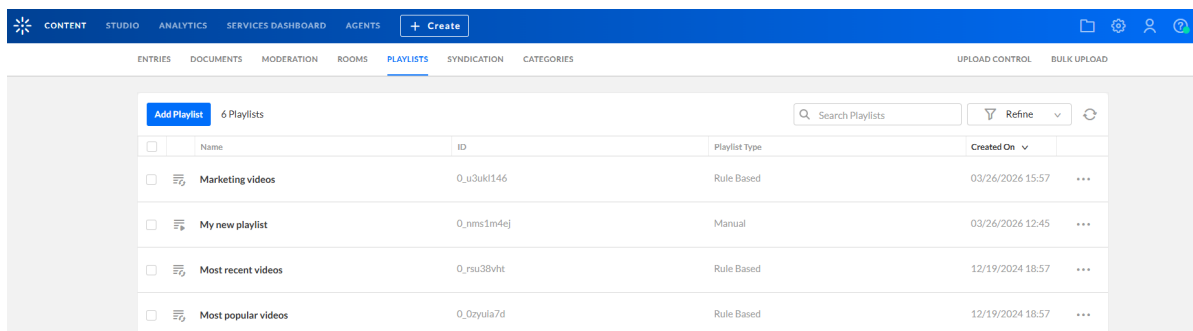 CONTENT STUDIO ANALYTICS SERVICES DASHBOARD AGENTS + Create
ENTRIES DOCUMENTS MODERATION ROOMS PLAYLISTS SYNDICATION CATEGORIES UPLOAD CONTROL BULK UPLOAD
Add Playlist 6 Playlists Search Playlists Refine
Name ID Playlist Type Created On
Marketing videos 0_u3ukl146 Rule Based 03/26/2026 15:57
My new playlist 0_nms1m4ej Manual 03/26/2026 12:45
Most recent videos 0_rsu38vht Rule Based 12/19/2024 18:57
Most popular videos 0_0zyuia7d Rule Based 12/19/2024 18:57